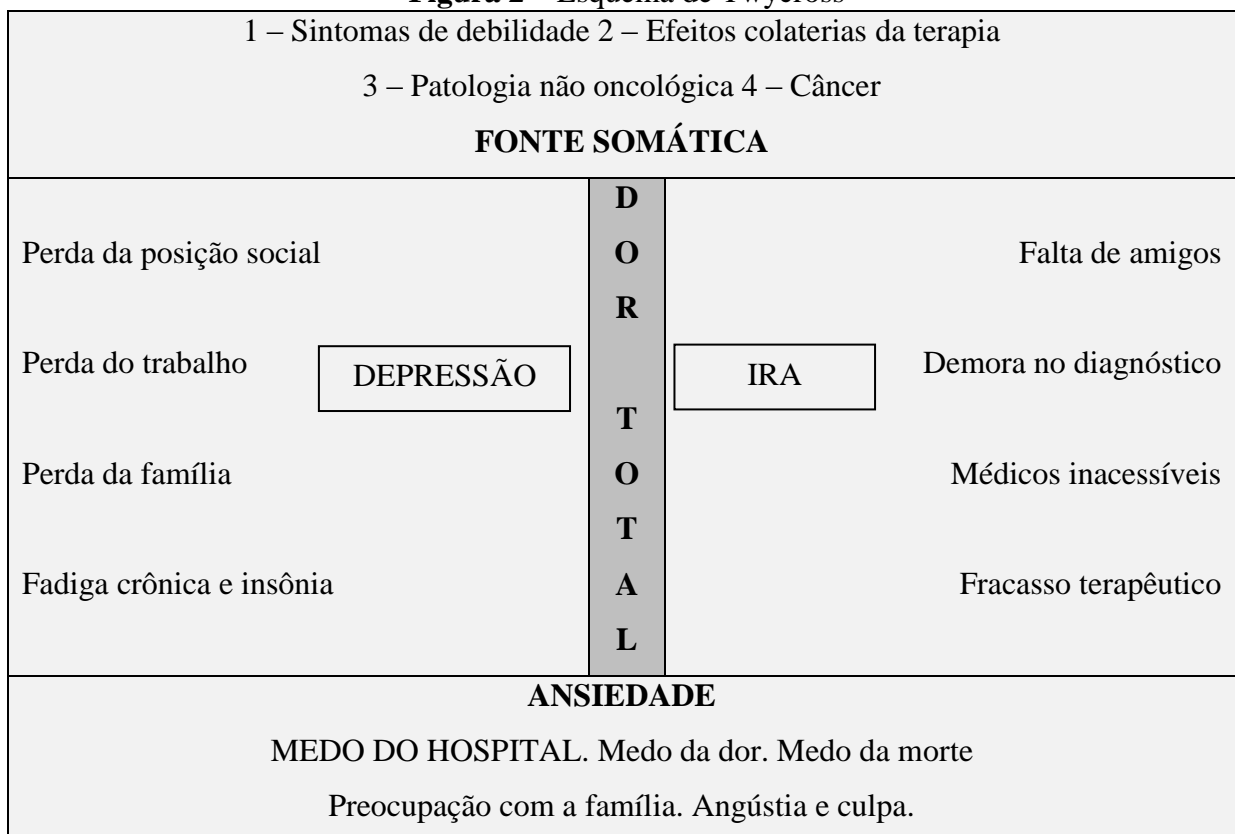 Figura 2 – Esquema de Twycross
1 – Sintomas de debilidade 2 – Efeitos colaterias da terapia
3 – Patologia não oncológica 4 – Câncer
FONTE SOMÁTICA
D
Perda da posição social O Falta de amigos
R
Perda do trabalho DEPRESSÃO IRA Demora no diagnóstico
T
Perda da família O Médicos inacessíveis
T
Fadiga crônica e insônia A Fracasso terapêutico
L
ANSIEDADE
MEDO DO HOSPITAL. Medo da dor. Medo da morte
Preocupação com a família. Angústia e culpa.